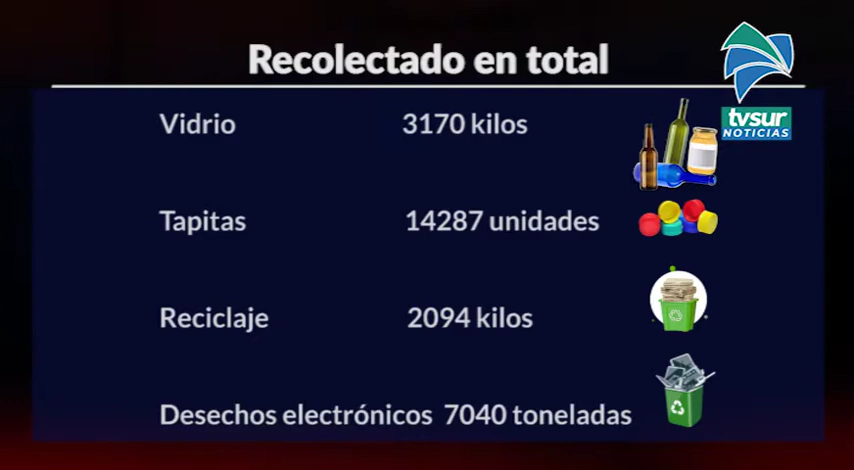 Recolectado en total
tvsur
NOTICIAS
Vidrio 3170 kilos
Tapitas 14287 unidades
Reciclaje 2094 kilos
Desechos electrónicos 7040 toneladas